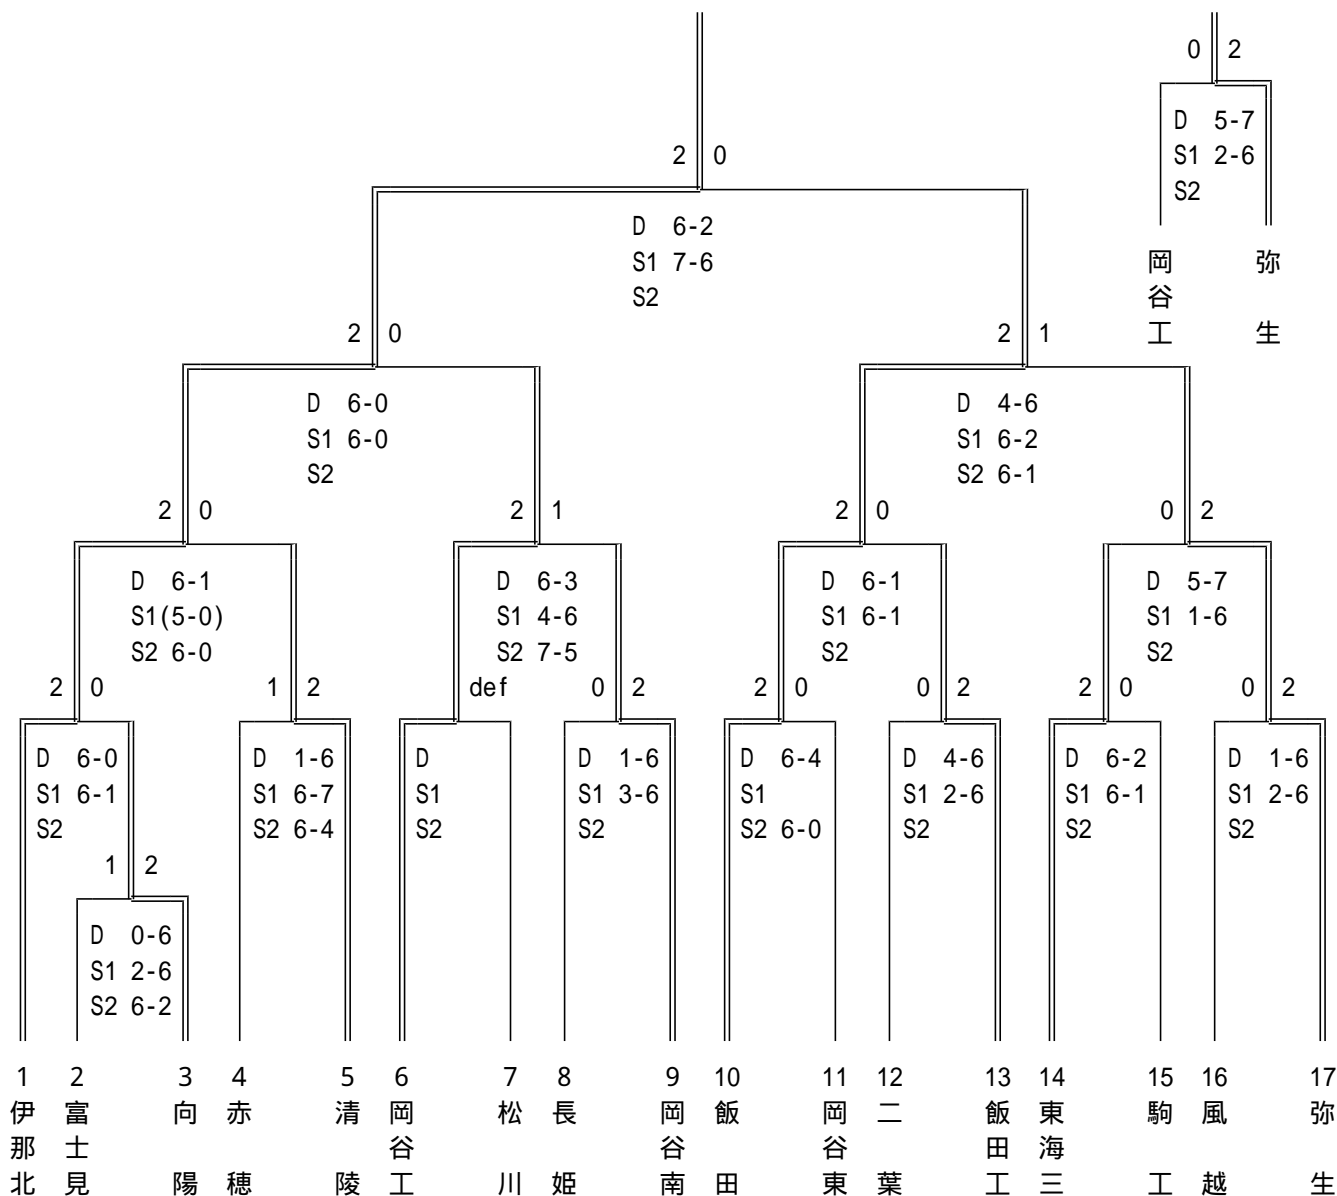 0 2
D 5-7
S1 2-6
S2
岡谷工
弥生
2 0
D 6-2
S1 7-6
S2
2 0
2 1
D 6-0
S1 6-0
S2
D 4-6
S1 6-2
S2 6-1
2 0
2 1
2 0
0 2
D 6-1
S1(5-0)
S2 6-0
D 6-3
S1 4-6
S2 7-5
D 6-1
S1 6-1
S2
D 5-7
S1 1-6
S2
2 0
1 2
def
0 2
2 0
0 2
2 0
0 2
D 6-0
S1 6-1
S2
D 1-6
S1 6-7
S2 6-4
D
S1
S2
D 1-6
S1 3-6
S2
D 6-4
S1
S2 6-0
D 4-6
S1 2-6
S2
D 6-2
S1 6-1
S2
D 1-6
S1 2-6
S2
1 2
D 0-6
S1 2-6
S2 6-2
1 伊那北
2 富士見
3 向陽
4 赤穂
5 清陵
6 岡谷工
7 松川
8 長姫
9 岡谷南
10 飯田
11 岡谷東
12 二葉
13 飯田工
14 東海三
15 駒工
16 風越
17 弥生